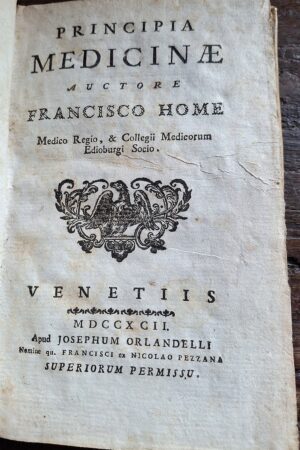 PRINCIPIA
MEDICINÆ
AUCTORE
FRANCISCO HOME
Medico Regio, & Collegii Medicorum
Edioburgi Socio.
VENETIIS
MDCCXCII.
Apud JOSEPHUM ORLANDELLI
Nomine qu. FRANCISCI ex NICOLAO PEZZANA
SUPERIORUM PERMISSU.